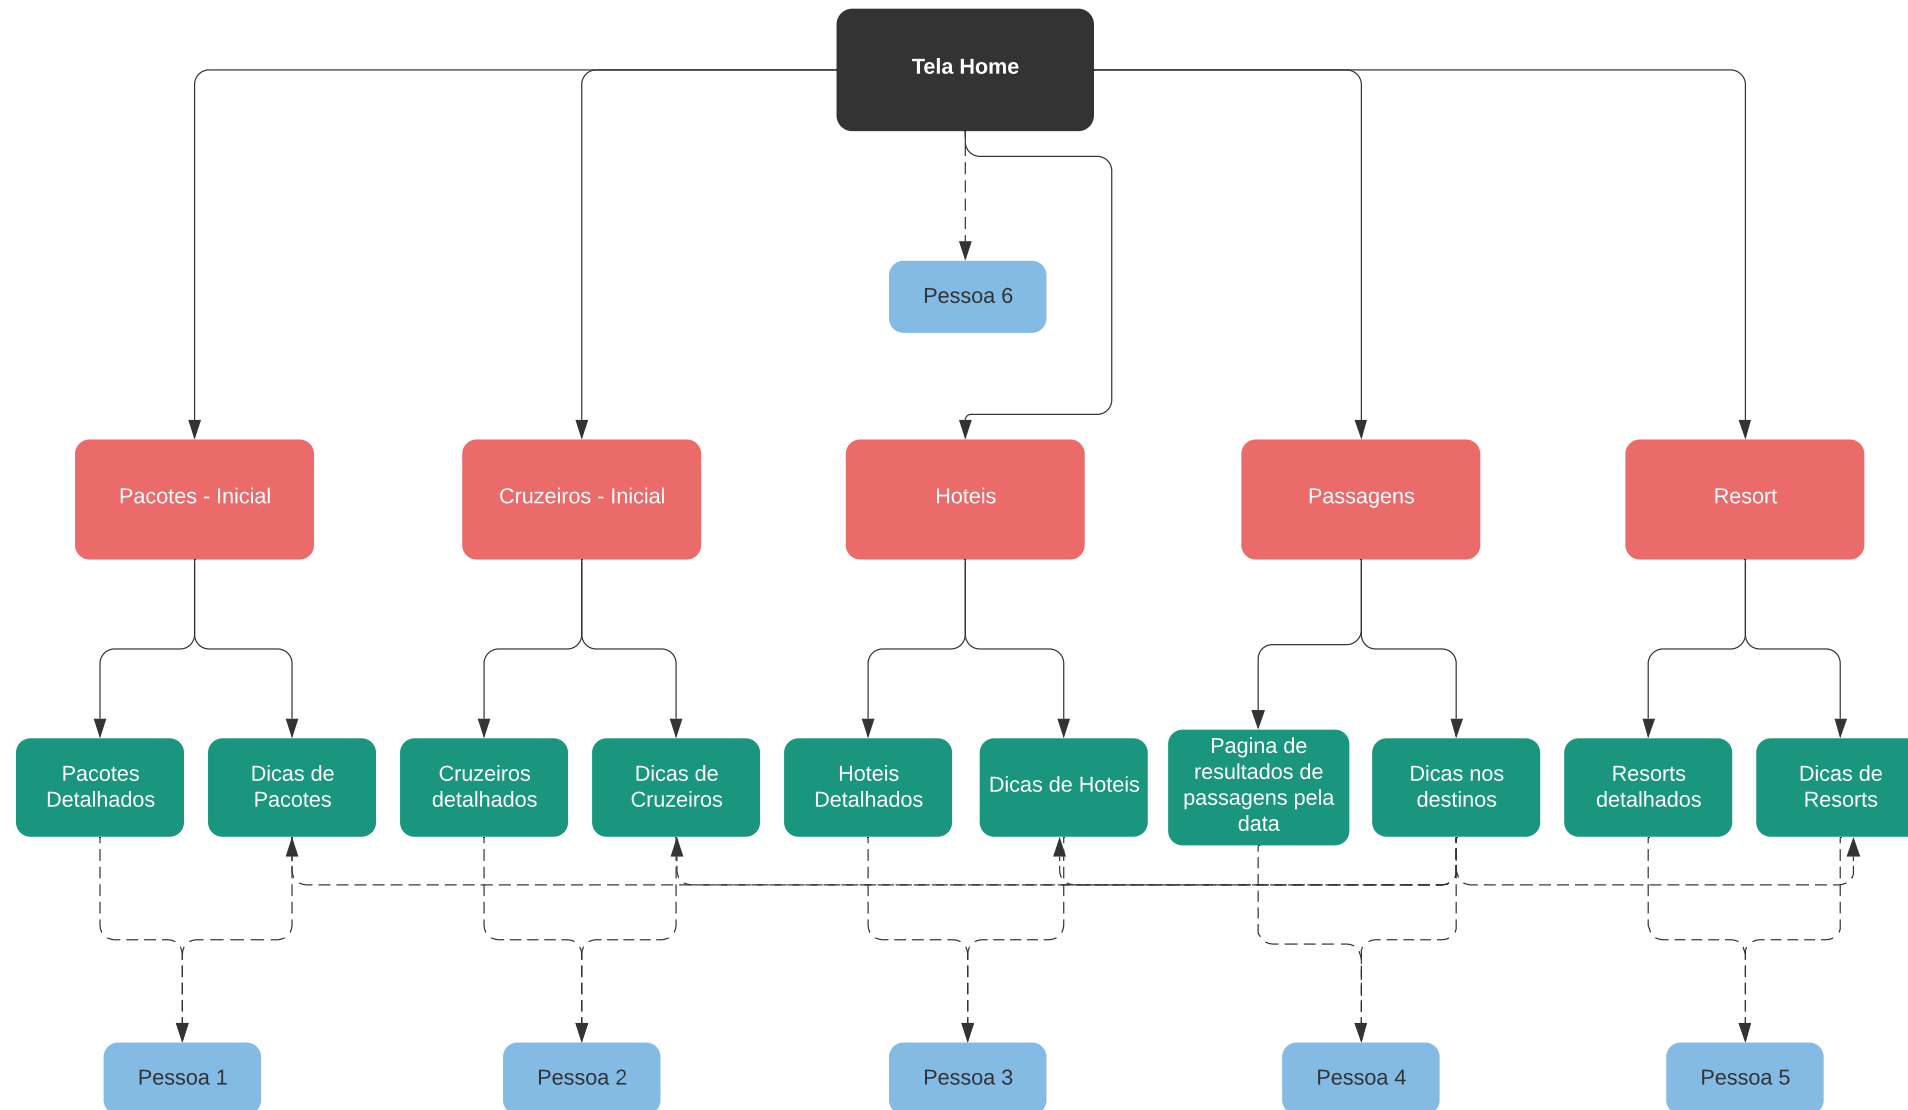 Tela Home
Pessoa 6
Pacotes - Inicial
Cruzeiros - Inicial
Hoteis
Passagens
Resort
Pacotes
Detalhados
Dicas de
Pacotes
Cruzeiros
detalhados
Dicas de
Cruzeiros
Hoteis
Detalhados
Dicas de Hoteis
Pagina de
resultados de
passagens pela
data
Dicas nos
destinos
Resorts
detalhados
Dicas de
Resorts
Pessoa 1
Pessoa 2
Pessoa 3
Pessoa 4
Pessoa 5